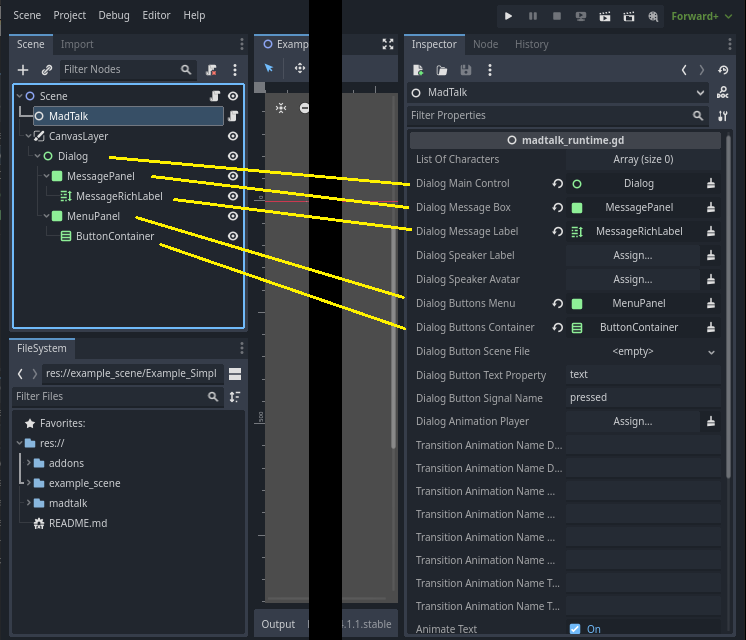 Scene Project Debug Editor Help
Forward+
Scene Import
Filter Nodes
Scene
MadTalk
CanvasLayer
Dialog
MessagePanel
MessageRichLabel
MenuPanel
ButtonContainer
FileSystem
res://example_scene/Example_Simpl
Filter Files
Favorites:
res://
addons
example_scene
madtalk
README.md
Examp
0
500
Output
4.1.1.stable
Inspector Node History
MadTalk
DOC
Filter Properties
madtalk_runtime.gd
List Of Characters Array (size 0)
Dialog Main Control Dialog
Dialog Message Box MessagePanel
Dialog Message Label MessageRichLabel
Dialog Speaker Label Assign...
Dialog Speaker Avatar Assign...
Dialog Buttons Menu MenuPanel
Dialog Buttons Container ButtonContainer
Dialog Button Scene File <empty>
Dialog Button Text Property text
Dialog Button Signal Name pressed
Dialog Animation Player Assign...
Transition Animation Name D...
Transition Animation Name D...
Transition Animation Name ...
Transition Animation Name ...
Transition Animation Name ...
Transition Animation Name ...
Transition Animation Name T...
Transition Animation Name T...
Animate Text On